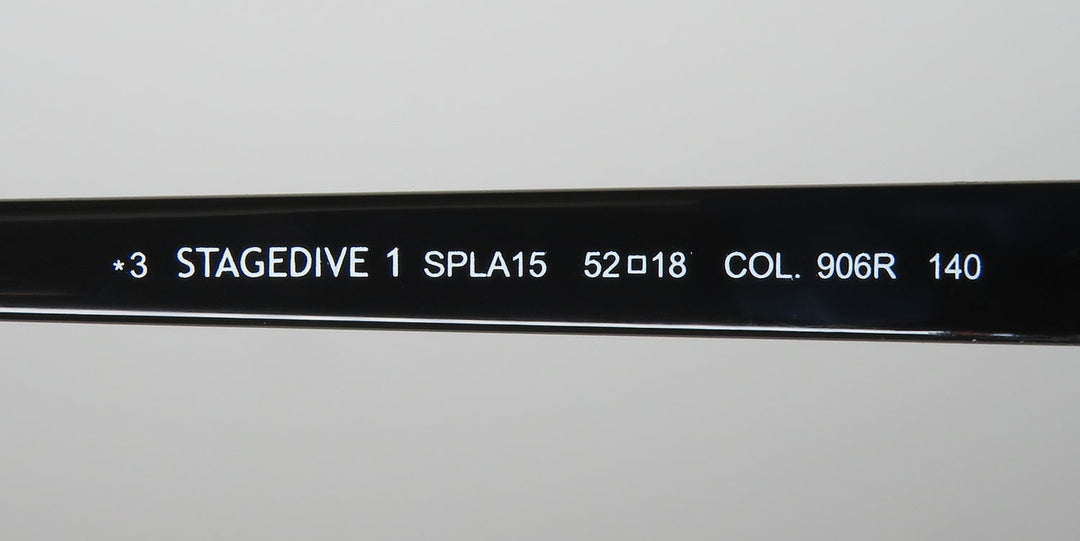 *3 STAGEDIVE 1 SPLA15 52□18 COL. 906R 140